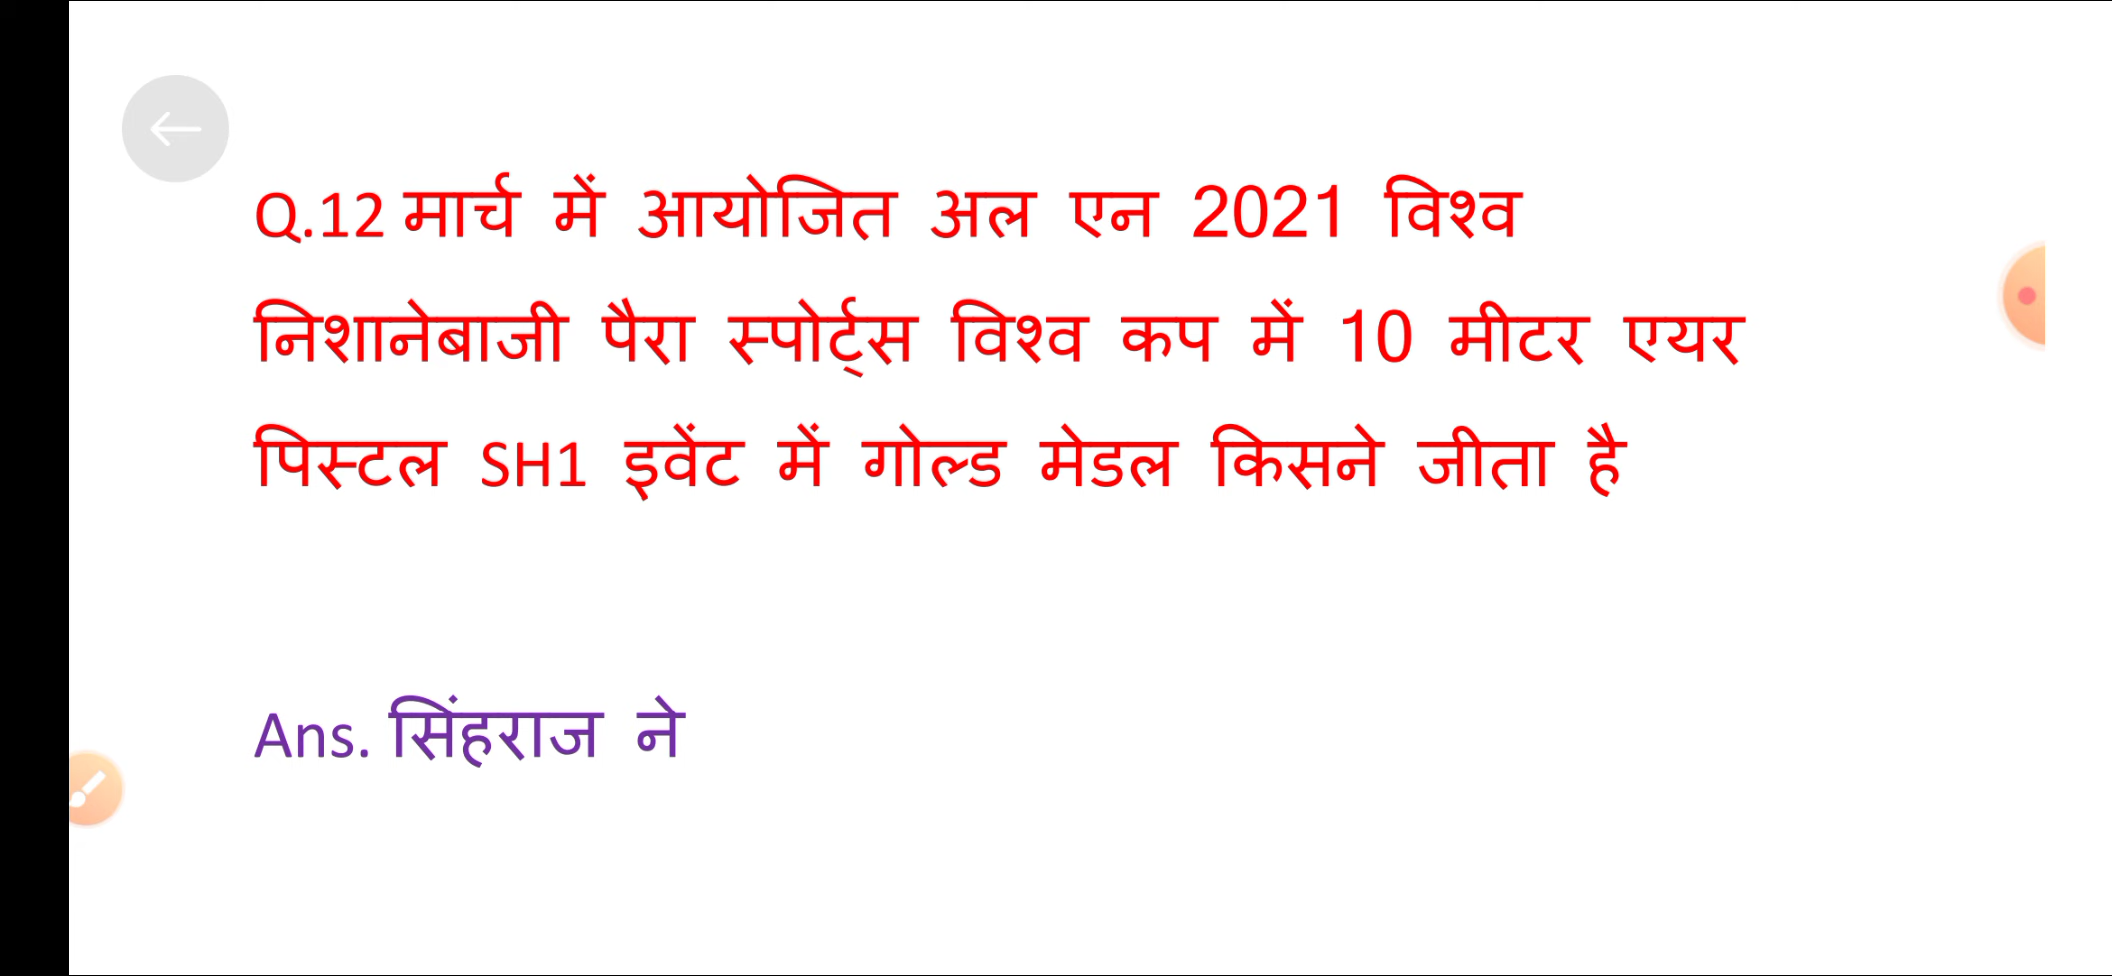 Q.12 मार्च में आयोजित अल एन 2021 विश्व
निशानेबाजी पैरा स्पोर्ट्स विश्व कप में 10 मीटर एयर
पिस्टल SH1 इवेंट में गोल्ड मेडल किसने जीता है
Ans. सिंहराज ने